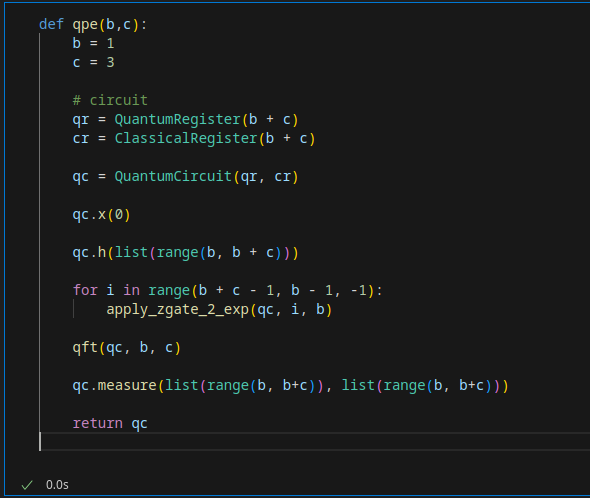 def qpe(b,c):
    b = 1
    c = 3

    # circuit
    qr = QuantumRegister(b + c)
    cr = ClassicalRegister(b + c)

    qc = QuantumCircuit(qr, cr)

    qc.x(0)

    qc.h(list(range(b, b + c)))

    for i in range(b + c - 1, b - 1, -1):
        apply_zgate_2_exp(qc, i, b)

    qft(qc, b, c)

    qc.measure(list(range(b, b+c)), list(range(b, b+c)))

    return qc

✓ 0.0s